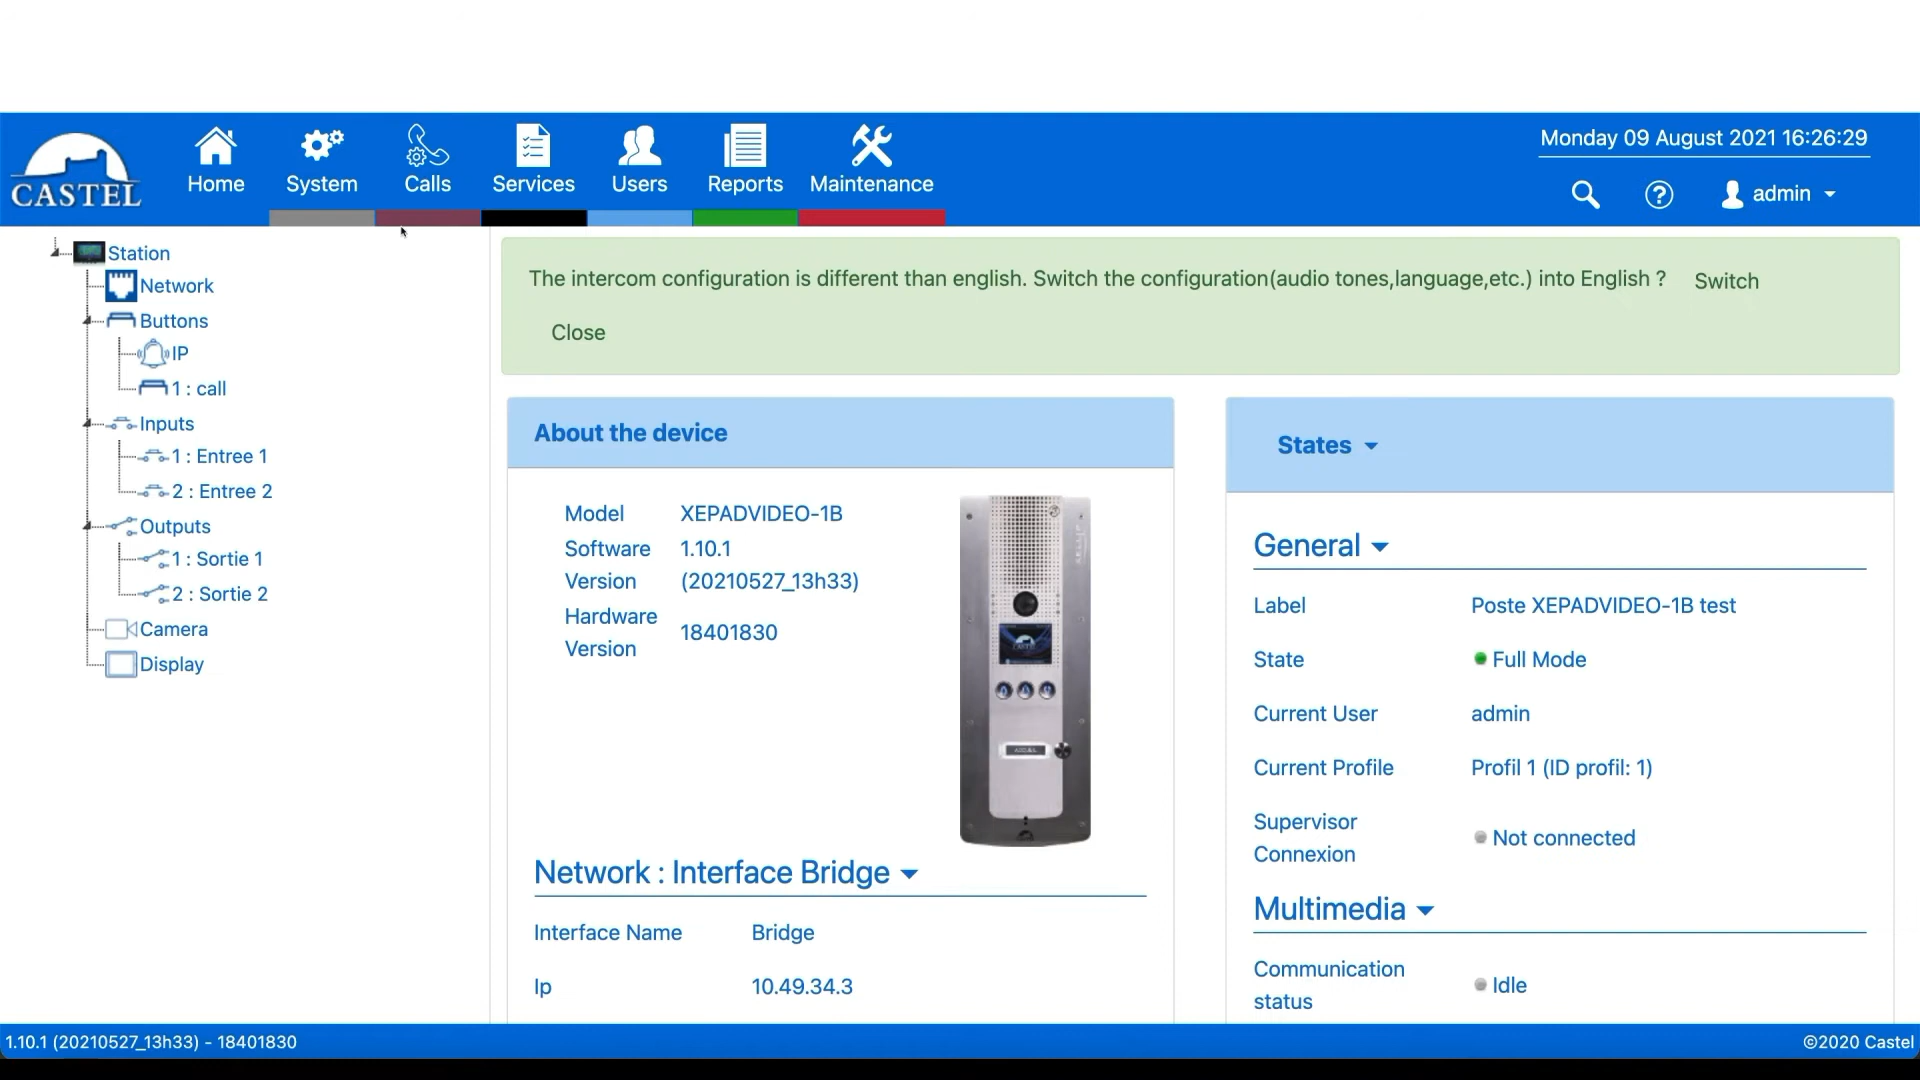 Monday 09 August 2021 16:26:29
CASTEL
Home
System
Calls
Services
Users
Reports
Maintenance
admin
Station
Network
Buttons
IP
1 : call
Inputs
1 : Entree 1
2 : Entree 2
Outputs
1 : Sortie 1
2 : Sortie 2
Camera
Display
The intercom configuration is different than english. Switch the configuration(audio tones,language,etc.) into English ? Switch
Close
About the device
Model XEPADVIDEO-1B
Software Version 1.10.1 (20210527_13h33)
Hardware Version 18401830
Network : Interface Bridge
Interface Name Bridge
Ip 10.49.34.3
States
General
Label Poste XEPADVIDEO-1B test
State Full Mode
Current User admin
Current Profile Profil 1 (ID profil: 1)
Supervisor Connexion Not connected
Multimedia
Communication status Idle
1.10.1 (20210527_13h33) - 18401830
©2020 Castel